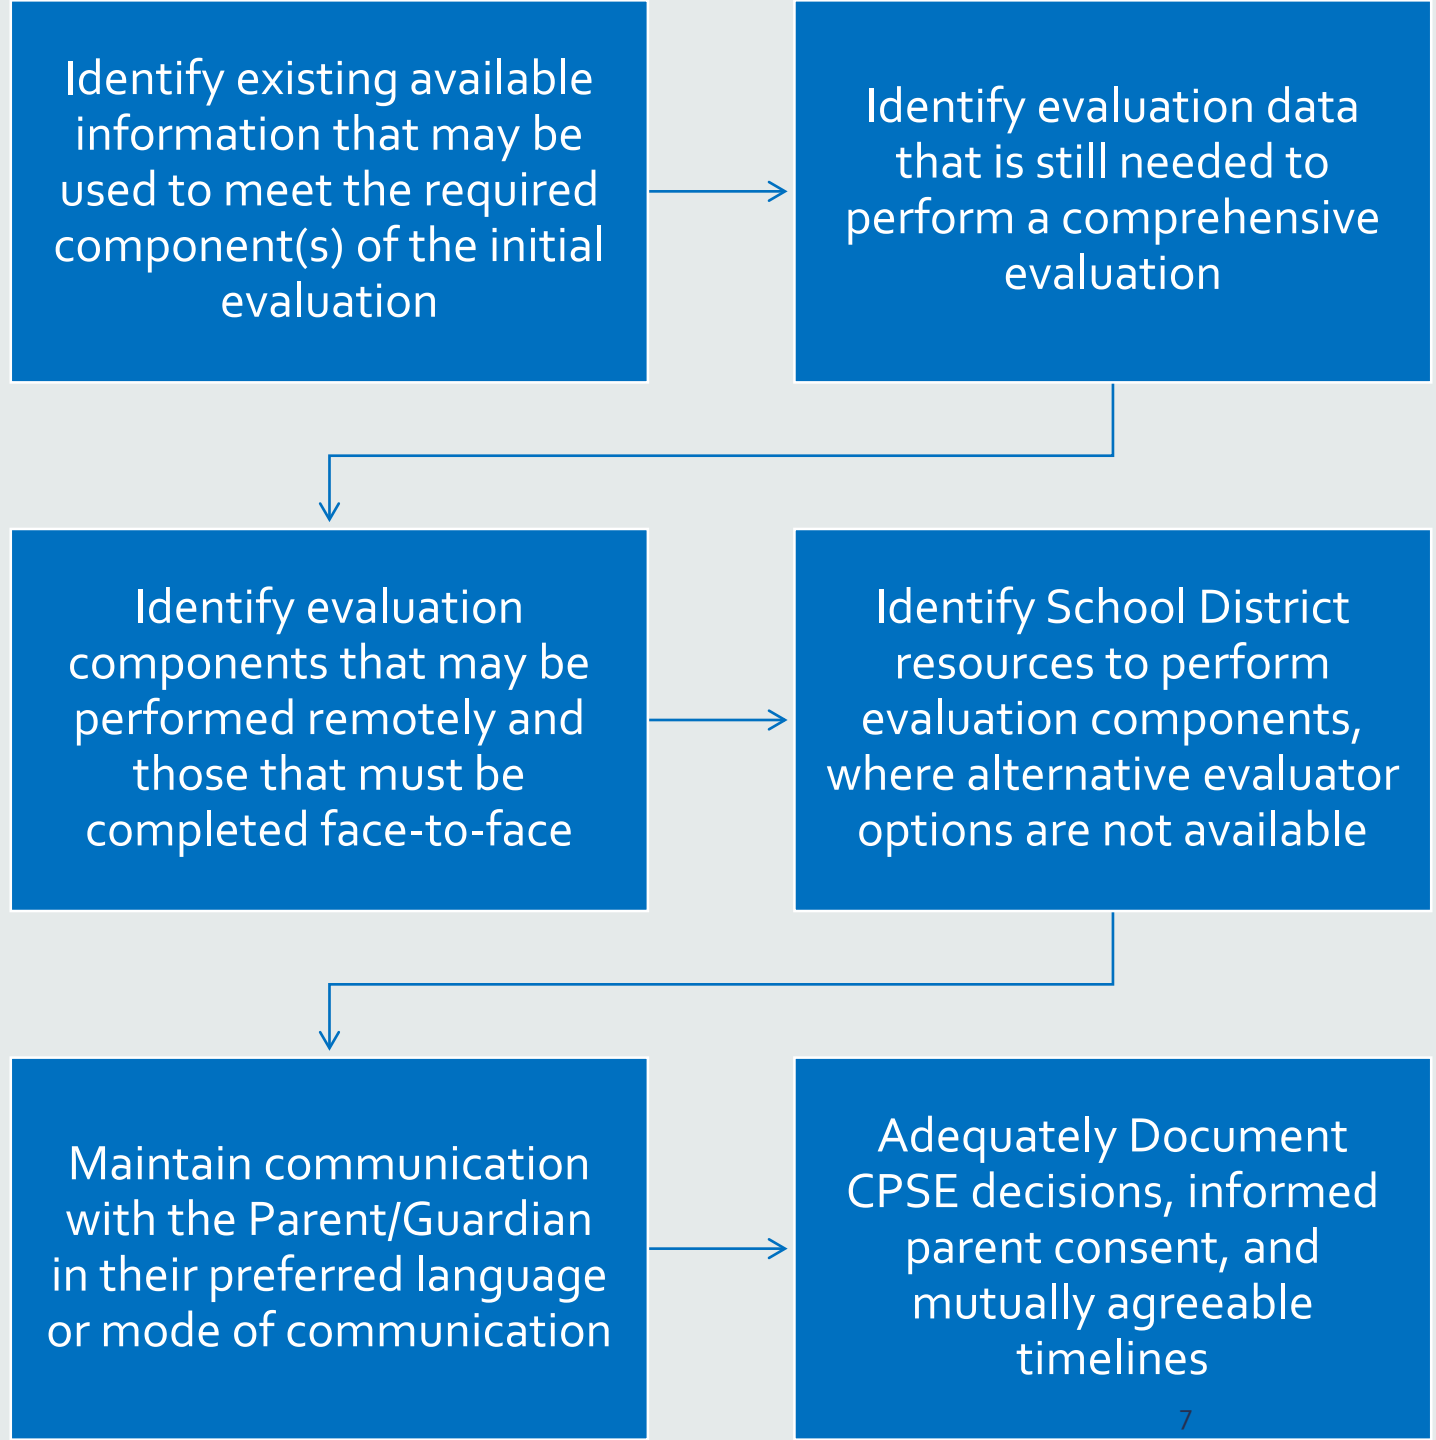 Identify existing available
information that may be
used to meet the required
component(s) of the initial
evaluation
Identify evaluation data
that is still needed to
perform a comprehensive
evaluation
Identify evaluation
components that may be
performed remotely and
those that must be
completed face-to-face
Identify School District
resources to perform
evaluation components,
where alternative evaluator
options are not available
Maintain communication
with the Parent/Guardian
in their preferred language
or mode of communication
Adequately Document
CPSE decisions, informed
parent consent, and
mutually agreeable
timelines
7